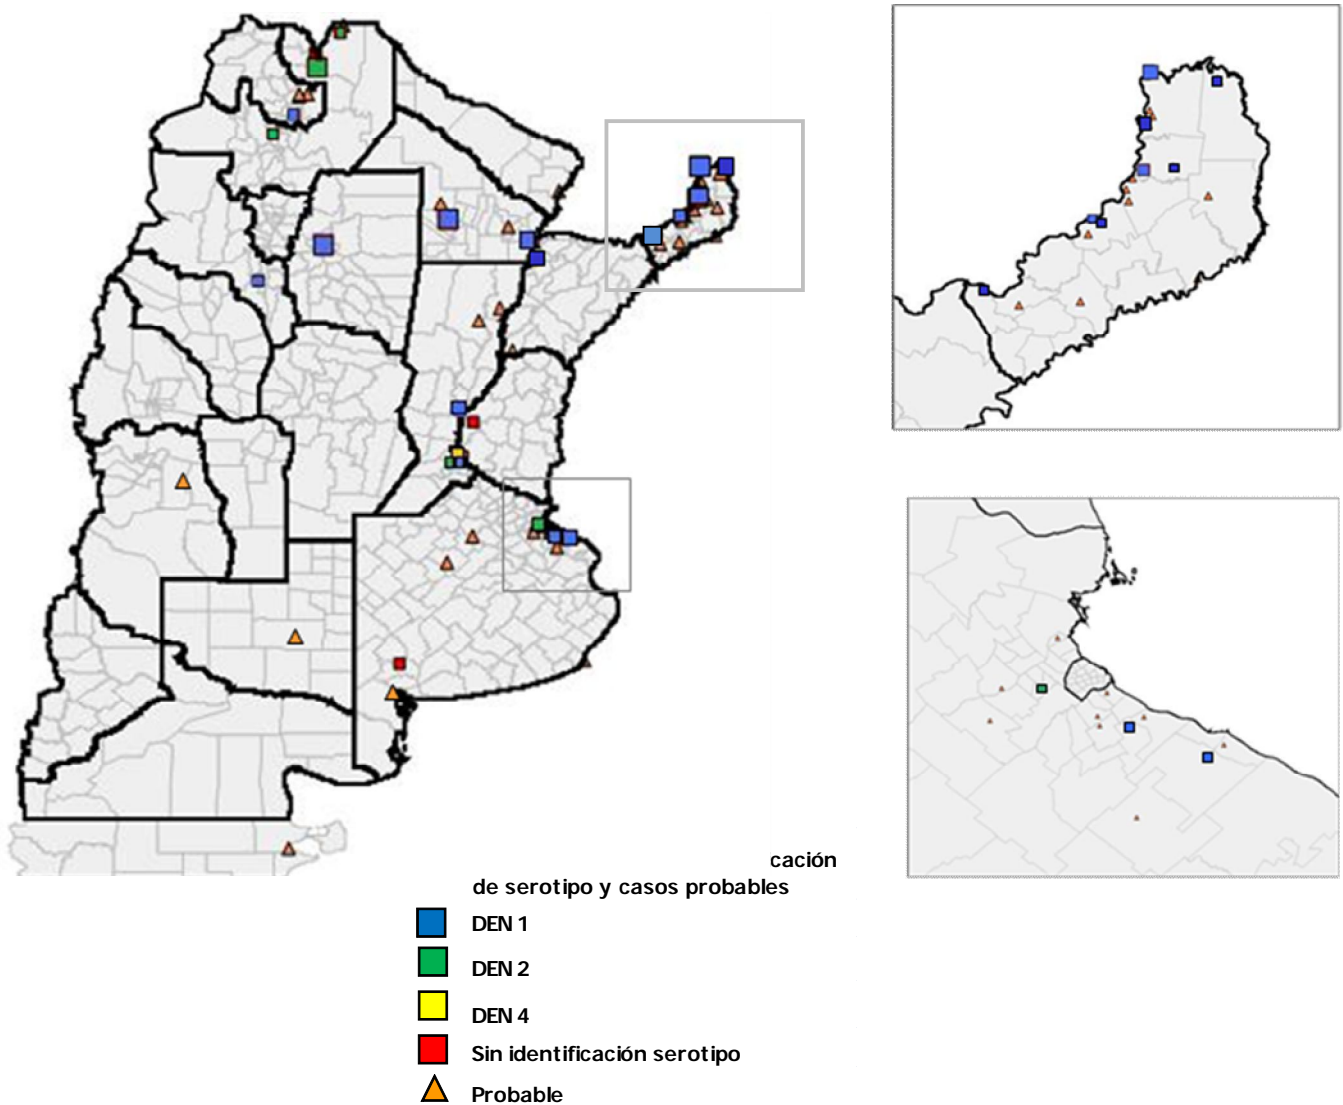 cación
de serotipo y casos probables
DEN 1
DEN 2
DEN 4
Sin identificación serotipo
Probable